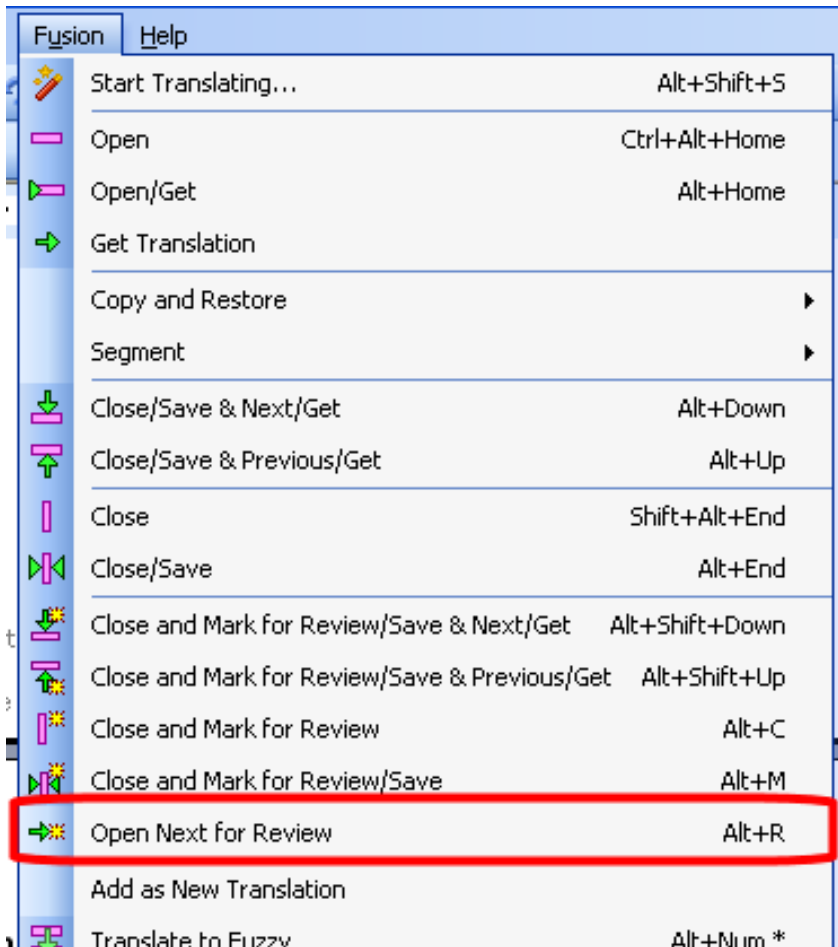 Fusion Help
Start Translating... Alt+Shift+S
Open Ctrl+Alt+Home
Open/Get Alt+Home
Get Translation
Copy and Restore
Segment
Close/Save & Next/Get Alt+Down
Close/Save & Previous/Get Alt+Up
Close Shift+Alt+End
Close/Save Alt+End
Close and Mark for Review/Save & Next/Get Alt+Shift+Down
Close and Mark for Review/Save & Previous/Get Alt+Shift+Up
Close and Mark for Review Alt+C
Close and Mark for Review/Save Alt+M
Open Next for Review Alt+R
Add as New Translation
Translate to Fuzzy Alt+Num *